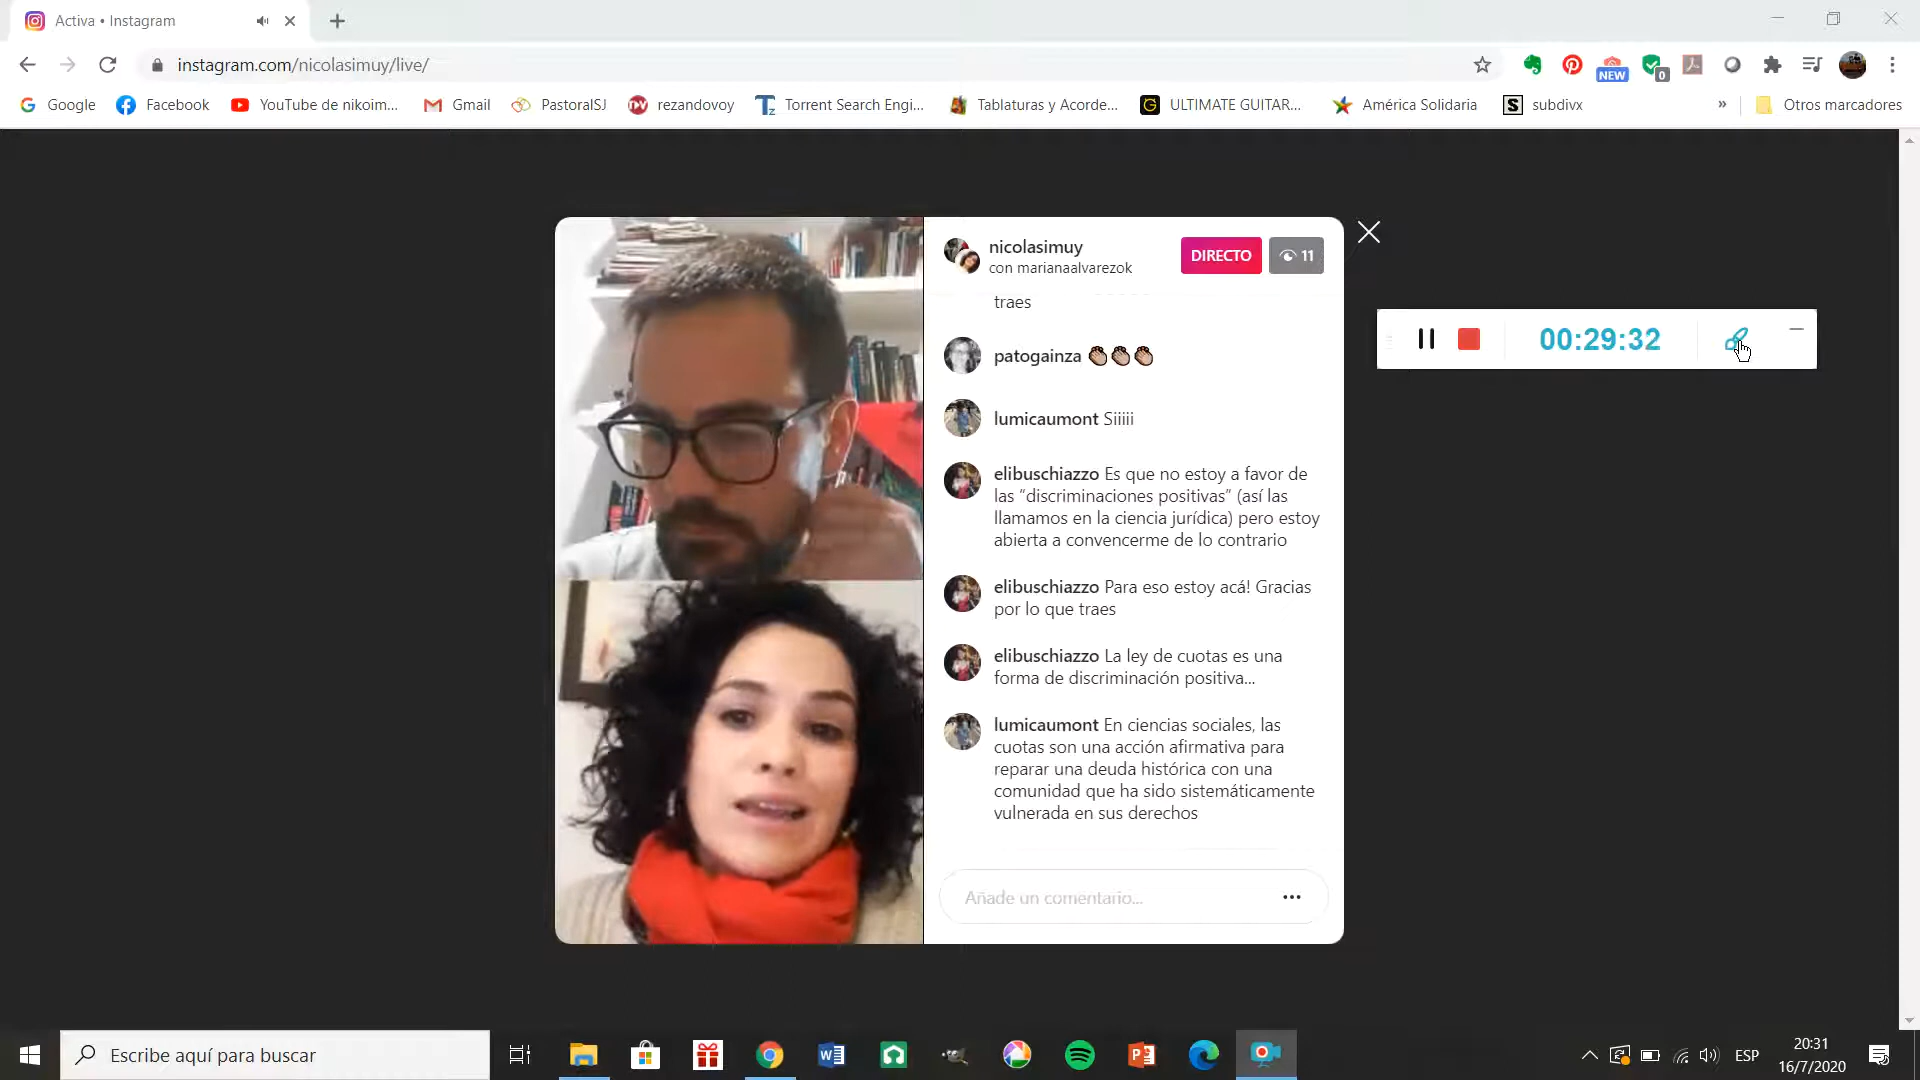 Activa • Instagram
instagram.com/nicolasimuy/live/
NEW
0
Google
Facebook
YouTube de nikoim...
Gmail
PastoralSJ
rezandovoy
Torrent Search Engi...
Tablaturas y Acorde...
ULTIMATE GUITAR...
América Solidaria
subdivx
»
Otros marcadores
nicolasimuy
con marianaalvarezok
DIRECTO
11
traes
patogainza
lumicaumont Siiiii
elibuschiazzo Es que no estoy a favor de
las "discriminaciones positivas" (así las
llamamos en la ciencia jurídica) pero estoy
abierta a convencerme de lo contrario
elibuschiazzo Para eso estoy acá! Gracias
por lo que traes
elibuschiazzo La ley de cuotas es una
forma de discriminación positiva...
lumicaumont En ciencias sociales, las
cuotas son una acción afirmativa para
reparar una deuda histórica con una
comunidad que ha sido sistemáticamente
vulnerada en sus derechos
Añade un comentario...
00:29:32
Escribe aquí para buscar
ESP
20:31
16/7/2020